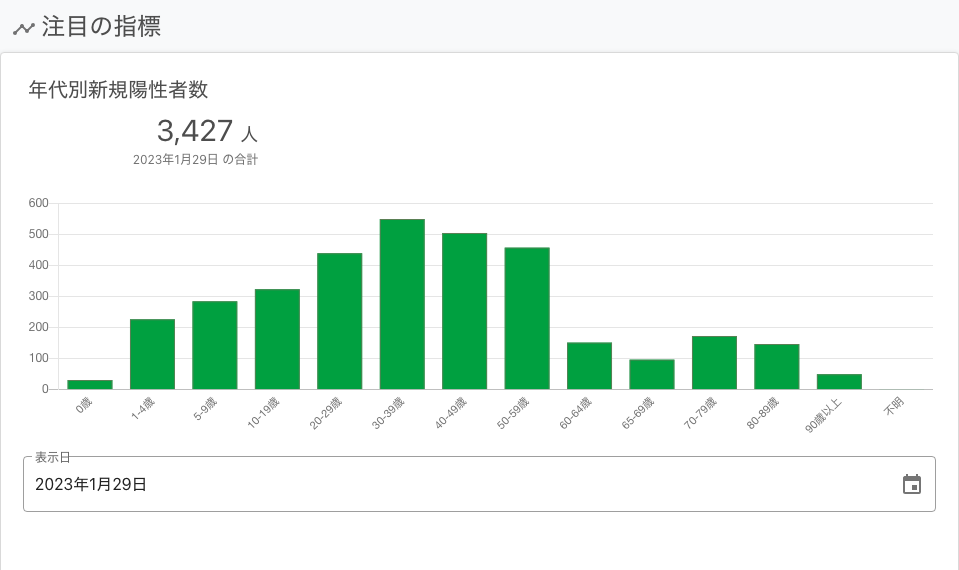 注目の指標
年代別新規陽性者数
3,427 人
2023年1月29日 の合計
600
500
400
300
200
100
0
0歳
1-4歳
5-9歳
10-19歳
20-29歳
30-39歳
40-49歳
50-59歳
60-64歳
65-69歳
70-79歳
80-89歳
90歳以上
不明
表示日
2023年1月29日